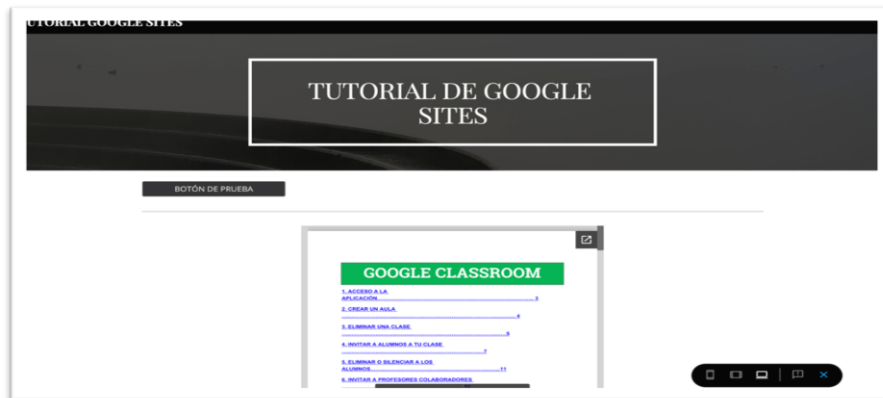 TUTORIAL GOOGLE SITES
TUTORIAL DE GOOGLE
SITES
BOTÓN DE PRUEBA
GOOGLE CLASSROOM
1. ACCESO A LA
APLICACIÓN.......................................................... 3
2. CREAR UN AULA
.................................................................4
3. ELIMINAR UNA CLASE
.............................................................6
4. INVITAR A ALUMNOS A TU CLASE
.....................................................7
5. ELIMINAR O SILENCIAR A LOS
ALUMNOS...............................................11
6. INVITAR A PROFESORES COLABORADORES